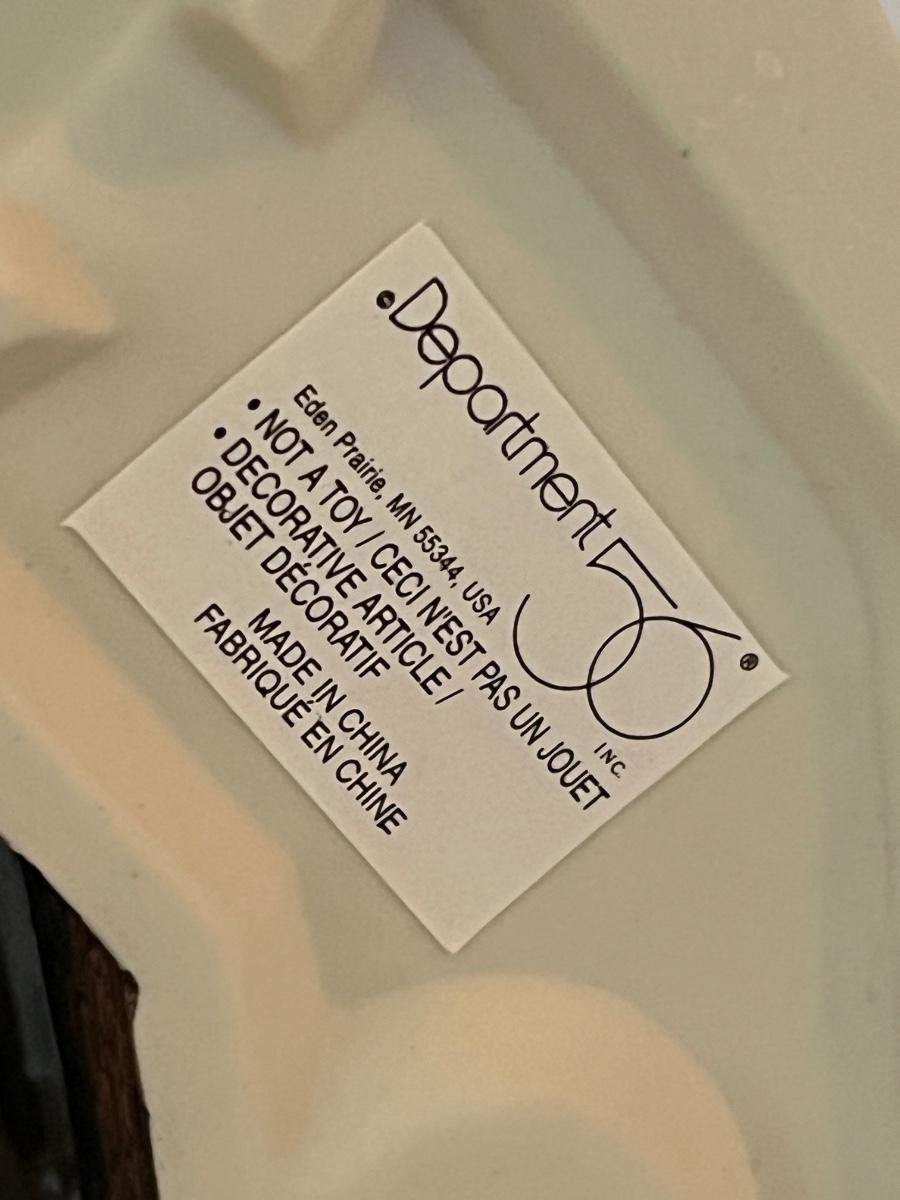 ©Department 56®
INC.
Eden Prairie, MN 55344, USA
• NOT A TOY / CECI N'EST PAS UN JOUET
• DECORATIVE ARTICLE /
OBJET DÉCORATIF
MADE IN CHINA
FABRIQUÉ EN CHINE